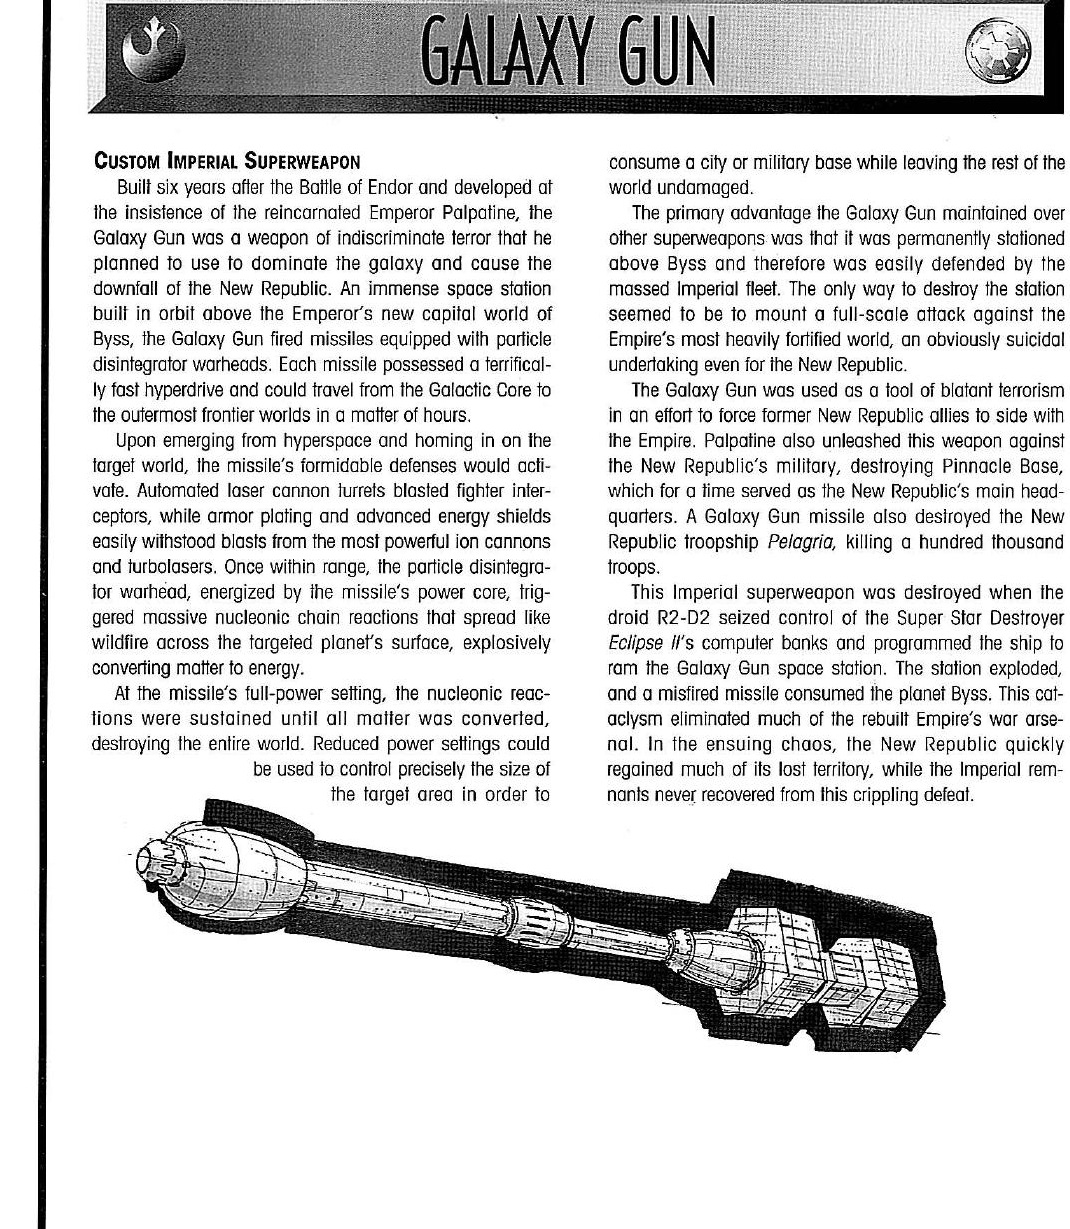 GALAXY GUN
CUSTOM IMPERIAL SUPERWEAPON
Built six years after the Battle of Endor and developed at
the insistence of the reincarnated Emperor Palpatine, the
Galaxy Gun was a weapon of indiscriminate terror that he
planned to use to dominate the galaxy and cause the
downfall of the New Republic. An immense space station
built in orbit above the Emperor's new capital world of
Byss, the Galaxy Gun fired missiles equipped with particle
disintegrator warheads. Each missile possessed a terrifical-
ly fast hyperdrive and could travel from the Galactic Core to
the outermost frontier worlds in a matter of hours.
Upon emerging from hyperspace and homing in on the
target world, the missile's formidable defenses would acti-
vate. Automated laser cannon turrets blasted fighter inter-
ceptors, while armor plating and advanced energy shields
easily withstood blasts from the most powerful ion cannons
and turbolasers. Once within range, the particle disintegra-
tor warhead, energized by the missile's power core, trig-
gered massive nucleonic chain reactions that spread like
wildfire across the targeted planet's surface, explosively
converting matter to energy.
At the missile's full-power setting, the nucleonic reac-
tions were sustained until all matter was converted,
destroying the entire world. Reduced power settings could
be used to control precisely the size of
the target area in order to
consume a city or military base while leaving the rest of the
world undamaged.
The primary advantage the Galaxy Gun maintained over
other superweapons was that it was permanently stationed
above Byss and therefore was easily defended by the
massed Imperial fleet. The only way to destroy the station
seemed to be to mount a full-scale attack against the
Empire's most heavily fortified world, an obviously suicidal
undertaking even for the New Republic.
The Galaxy Gun was used as a tool of blatant terrorism
in an effort to force former New Republic allies to side with
the Empire. Palpatine also unleashed this weapon against
the New Republic's military, destroying Pinnacle Base,
which for a time served as the New Republic's main head-
quarters. A Galaxy Gun missile also destroyed the New
Republic troopship Pelagria, killing a hundred thousand
troops.
This Imperial superweapon was destroyed when the
droid R2-D2 seized control of the Super Star Destroyer
Eclipse II's computer banks and programmed the ship to
ram the Galaxy Gun space station. The station exploded,
and a misfired missile consumed the planet Byss. This cat-
aclysm eliminated much of the rebuilt Empire's war arse-
nal. In the ensuing chaos, the New Republic quickly
regained much of its lost territory, while the Imperial rem-
nants never recovered from this crippling defeat.